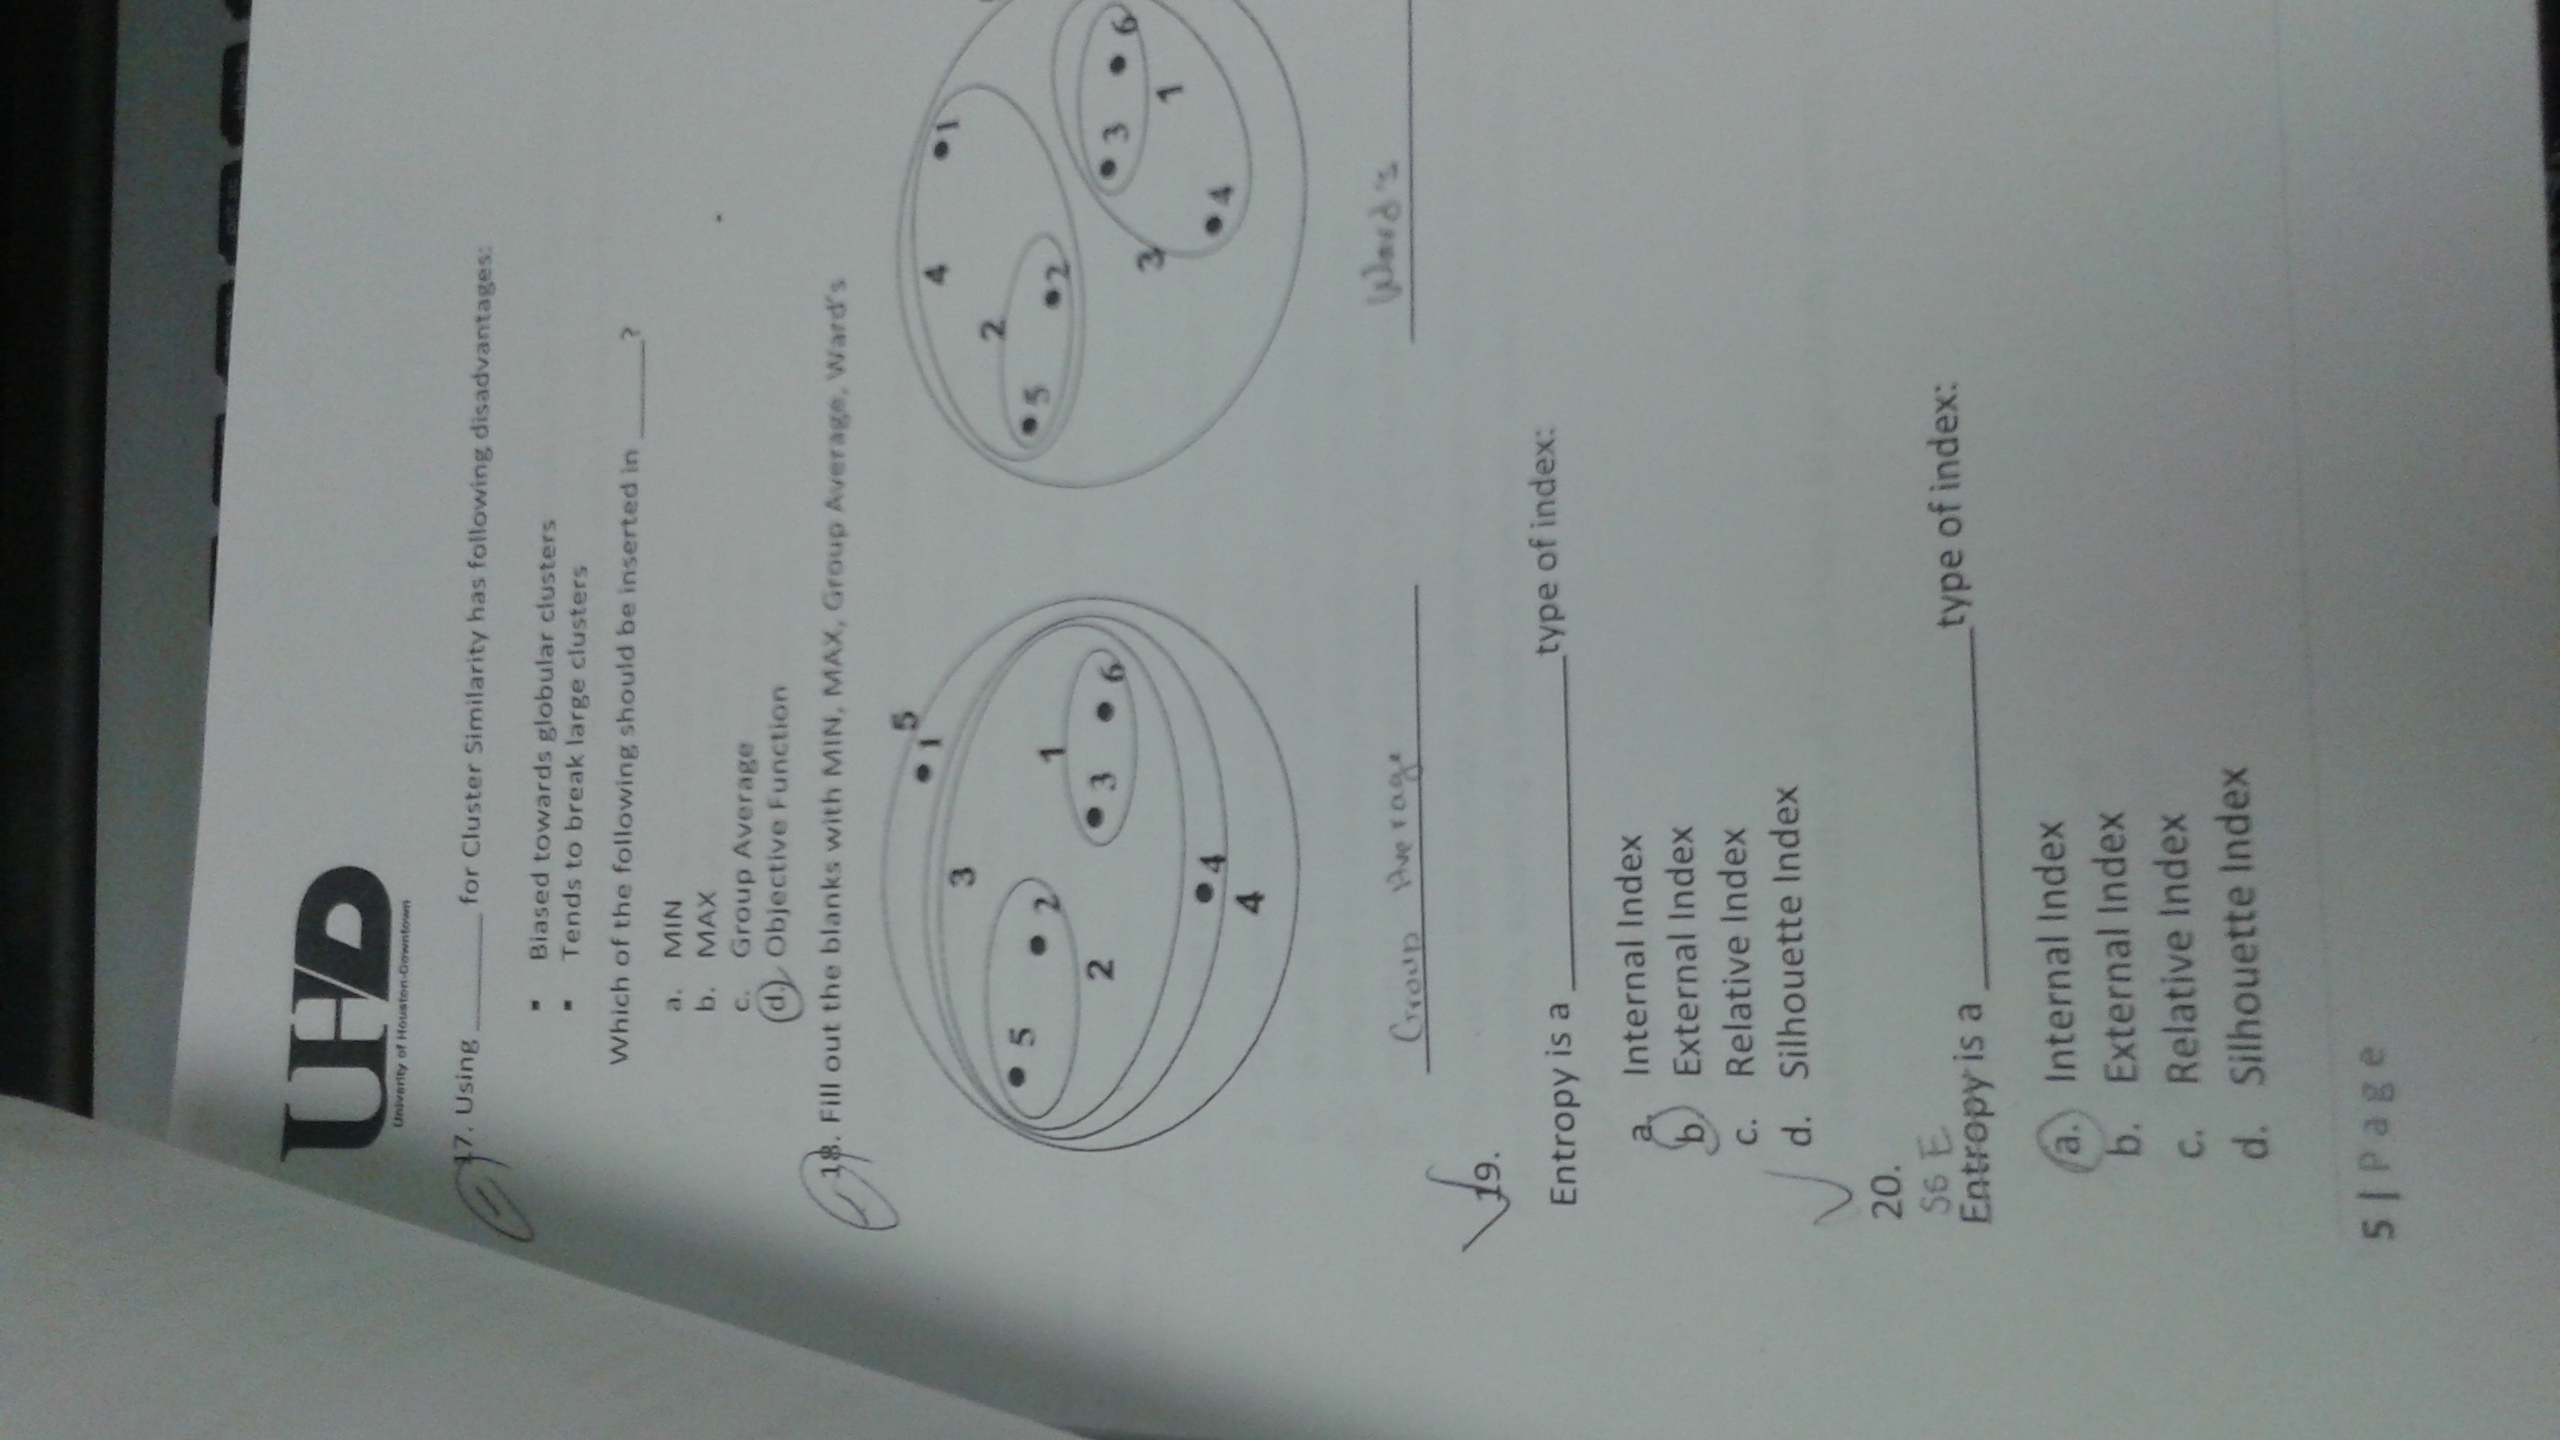 UHD
Univerity of Houston-Downtown
17. Using ______ for Cluster Similarity has following disadvantages:
▪ Biased towards globular clusters
▪ Tends to break large clusters
Which of the following should be inserted in ______?
a. MIN
b. MAX
c. Group Average
d. Objective Function
18. Fill out the blanks with MIN, MAX, Group Average, Ward's
5
1
3
5
2
1
3
6
2
4
4
4
1
2
5
2
3
6
3
1
4
Group Average
Ward's
19.
Entropy is a ______ type of index:
a. Internal Index
b External Index
c. Relative Index
d. Silhouette Index
20.
SSE
Entropy is a ______ type of index:
a. Internal Index
b. External Index
c. Relative Index
d. Silhouette Index
5 | Page